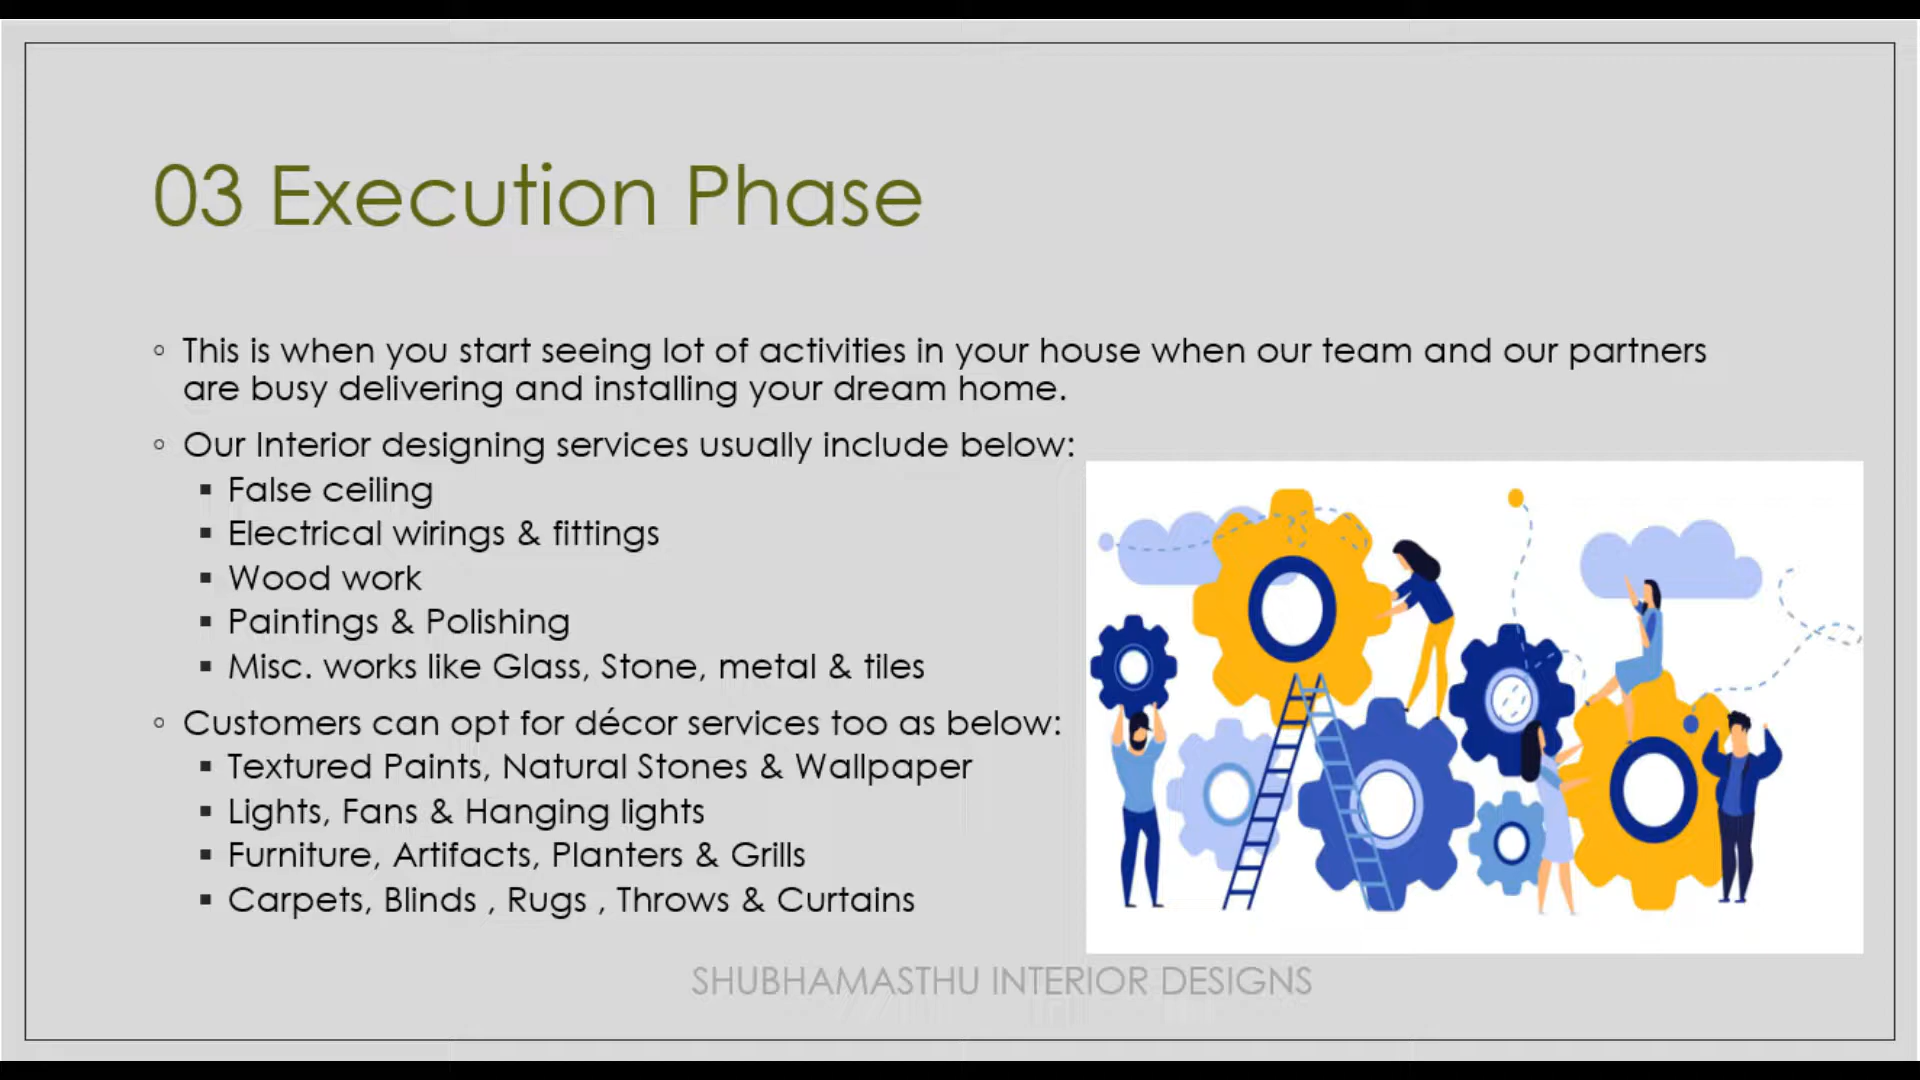 03 Execution Phase
◦ This is when you start seeing lot of activities in your house when our team and our partners
are busy delivering and installing your dream home.
◦ Our Interior designing services usually include below:
▪ False ceiling
▪ Electrical wirings & fittings
▪ Wood work
▪ Paintings & Polishing
▪ Misc. works like Glass, Stone, metal & tiles
◦ Customers can opt for décor services too as below:
▪ Textured Paints, Natural Stones & Wallpaper
▪ Lights, Fans & Hanging lights
▪ Furniture, Artifacts, Planters & Grills
▪ Carpets, Blinds , Rugs , Throws & Curtains
SHUBHAMASTHU INTERIOR DESIGNS